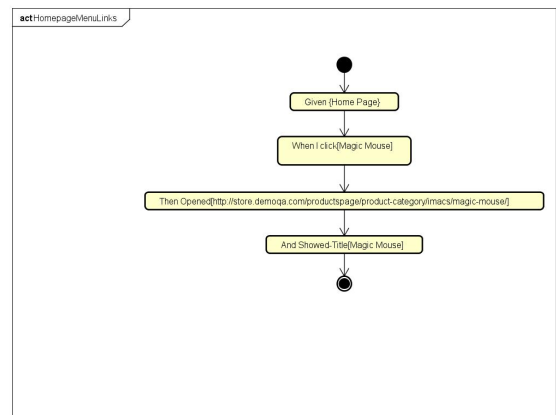 act HomepageMenuLinks
Given {Home Page}
When I click[Magic Mouse]
Then Opened[http://store.demoqa.com/productspage/product-category/imacs/magic-mouse/]
And Showed-Title[Magic Mouse]